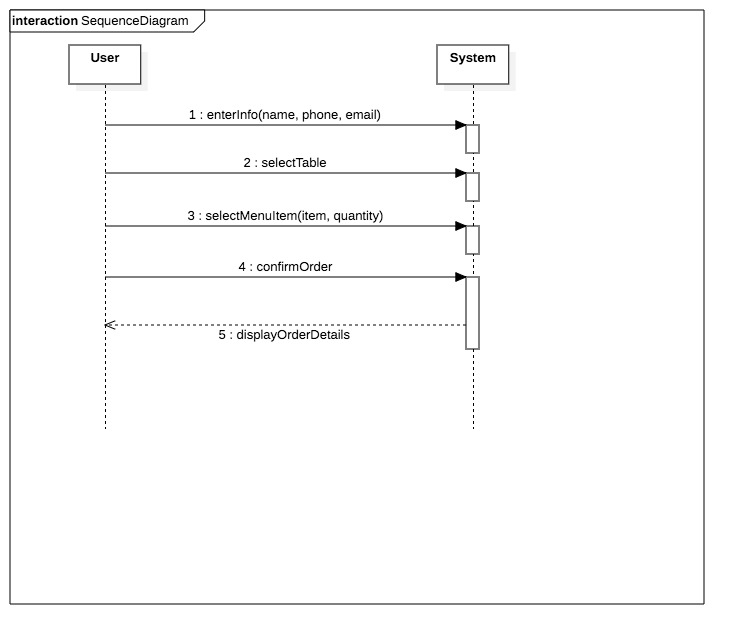 interaction SequenceDiagram
User
System
1 : enterInfo(name, phone, email)
2 : selectTable
3 : selectMenuItem(item, quantity)
4 : confirmOrder
5 : displayOrderDetails